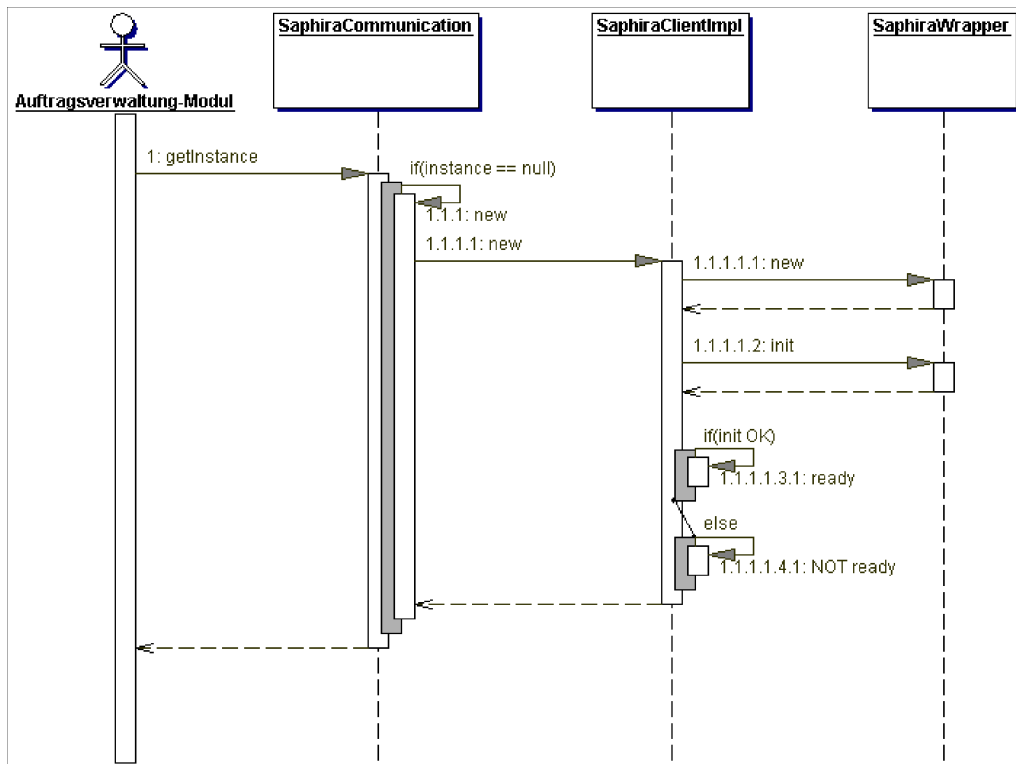 SaphiraCommunication
SaphiraClientImpl
SaphiraWrapper
Auftragsverwaltung-Modul
1: getInstance
if(instance == null)
1.1.1: new
1.1.1.1: new
1.1.1.1.1: new
1.1.1.1.2: init
if(init OK)
1.1.1.1.3.1: ready
else
1.1.1.1.4.1: NOT ready